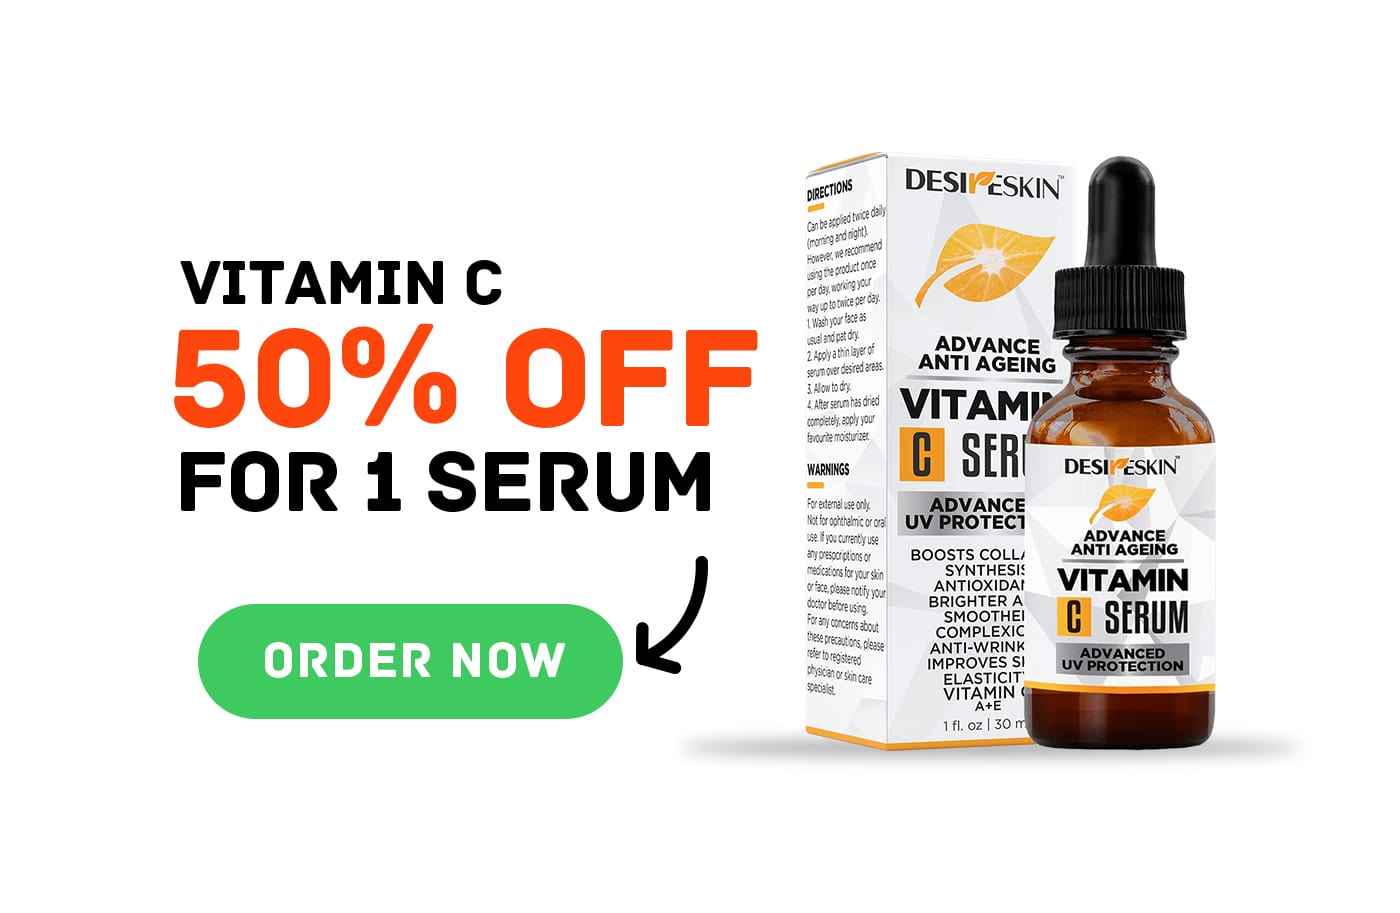 VITAMIN C
50% OFF
FOR 1 SERUM
ORDER NOW
DIRECTIONS
Can be applied twice daily
(morning and night).
However, we recommend
using the product once
per day, working your
way up to twice per day.
1. Wash your face as
usual and pat dry.
2. Apply a thin layer of
serum over desired areas.
3. Allow to dry.
4. After serum has dried
completely, apply your
favourite moisturizer.
WARNINGS
For external use only.
Not for ophthalmic or oral
use. If you currently use
any prescriptions or
medications for your skin
or face, please notify your
doctor before using.
For any concerns about
these precautions, please
refer to registered
physician or skin care
specialist.
DESIRESKIN™
ADVANCE
ANTI AGEING
VITAMIN
C SER
ADVANCE
UV PROTECT
BOOSTS COLLA
SYNTHESIS
ANTIOXIDAN
BRIGHTER A
SMOOTHER
COMPLEXIO
ANTI-WRINK
IMPROVES SK
ELASTICITY
VITAMIN C
A+E
1 fl. oz | 30 m
DESIRESKIN™
ADVANCE
ANTI AGEING
VITAMIN
C SERUM
ADVANCED
UV PROTECTION